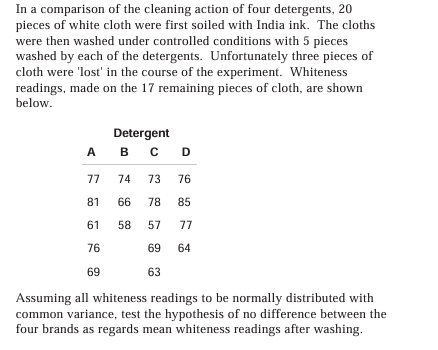 In a comparison of the cleaning action of four detergents, 20
pieces of white cloth were first soiled with India ink. The cloths
were then washed under controlled conditions with 5 pieces
washed by each of the detergents. Unfortunately three pieces of
cloth were 'lost' in the course of the experiment. Whiteness
readings, made on the 17 remaining pieces of cloth, are shown
below.
Detergent
A B C D
77 74 73 76
81 66 78 85
61 58 57 77
76 69 64
69 63
Assuming all whiteness readings to be normally distributed with
common variance, test the hypothesis of no difference between the
four brands as regards mean whiteness readings after washing.